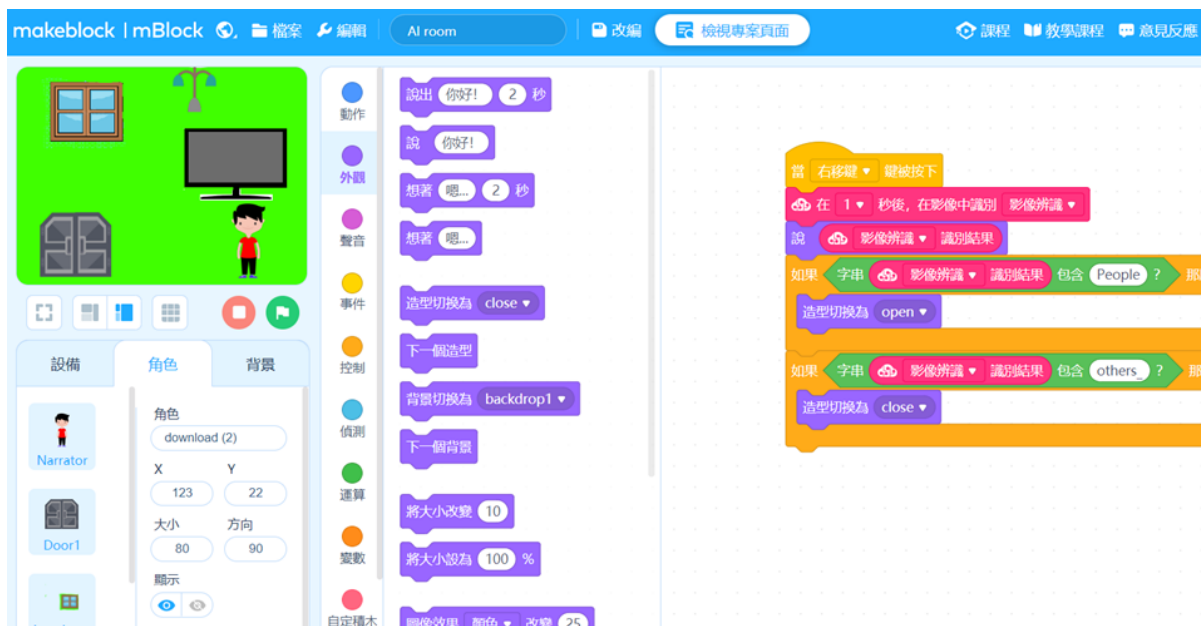 makeblock | mBlock 檔案 編輯 AI room 改編 檢視專案頁面 課程 教學課程 意見反應
設備 角色 背景
Narrator
Door1
角色
download (2)
X Y
123 22
大小 方向
80 90
顯示
動作
外觀
聲音
事件
控制
偵測
運算
變數
自定積木
說出 你好! 2 秒
說 你好!
想著 嗯... 2 秒
想著 嗯...
造型切換為 close
下一個造型
背景切換為 backdrop1
下一個背景
將大小改變 10
將大小設為 100 %
圖像效果 顏色 改變 25
當 右移鍵 鍵被按下
在 1 秒後, 在影像中識別 影像辨識
說 影像辨識 識別結果
如果 字串 影像辨識 識別結果 包含 People ?
造型切換為 open
如果 字串 影像辨識 識別結果 包含 others_ ?
造型切換為 close